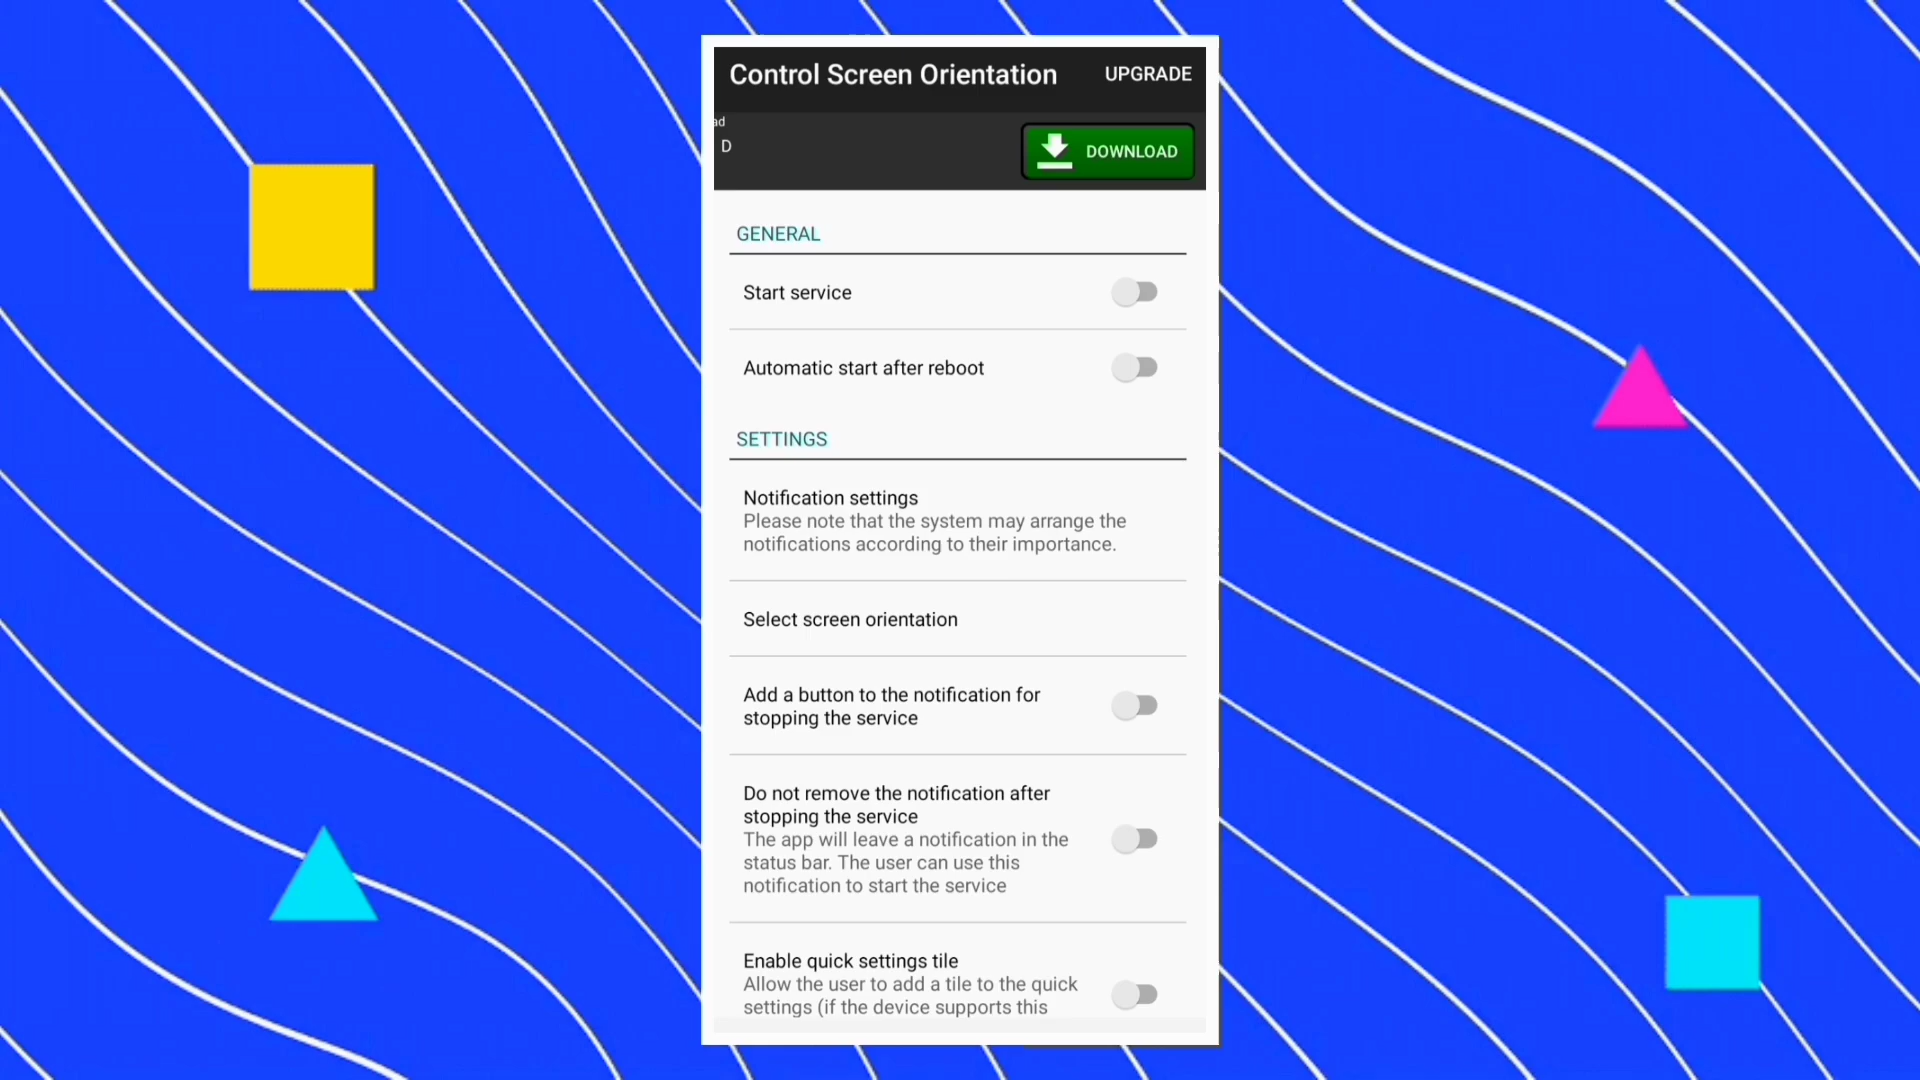 Control Screen Orientation UPGRADE
ad
D
DOWNLOAD
GENERAL
Start service
Automatic start after reboot
SETTINGS
Notification settings
Please note that the system may arrange the
notifications according to their importance.
Select screen orientation
Add a button to the notification for
stopping the service
Do not remove the notification after
stopping the service
The app will leave a notification in the
status bar. The user can use this
notification to start the service
Enable quick settings tile
Allow the user to add a tile to the quick
settings (if the device supports this